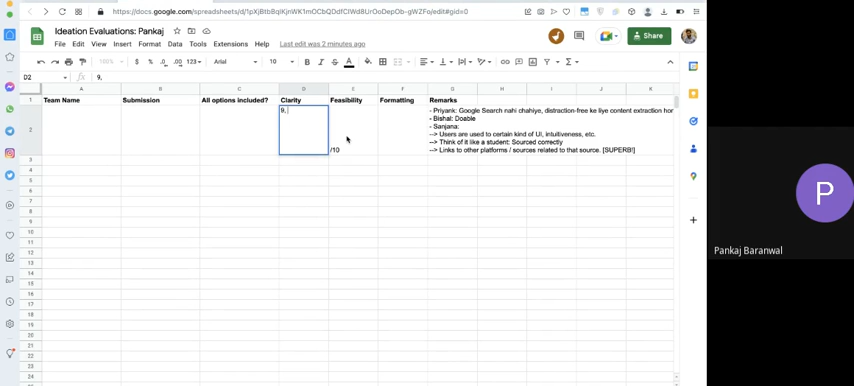 https://docs.google.com/spreadsheets/d/1pXjBtbBqIKjnWK1mOCbQDdfCIWd8UrOoDepOb-gWZFo/edit#gid=0
Ideation Evaluations: Pankaj
File Edit View Insert Format Data Tools Extensions Help Last edit was 2 minutes ago
Share
100% $ % .0 .00 123 Arial 10 B I S A
D2 fx 9,
A B C D E F G H I J K
1 Team Name Submission All options included? Clarity Feasibility Formatting Remarks
2
9,
/10
- Priyank: Google Search nahi chahiye, distraction-free ke liye content extraction hor
- Bishal: Doable
- Sanjana:
--> Users are used to certain kind of UI, intuitiveness, etc.
--> Think of it like a student: Sourced correctly
--> Links to other platforms / sources related to that source. [SUPERB!]
3
4
5
6
7
8
9
10
11
12
13
14
15
16
17
18
19
20
21
22
23
24
P
Pankaj Baranwal